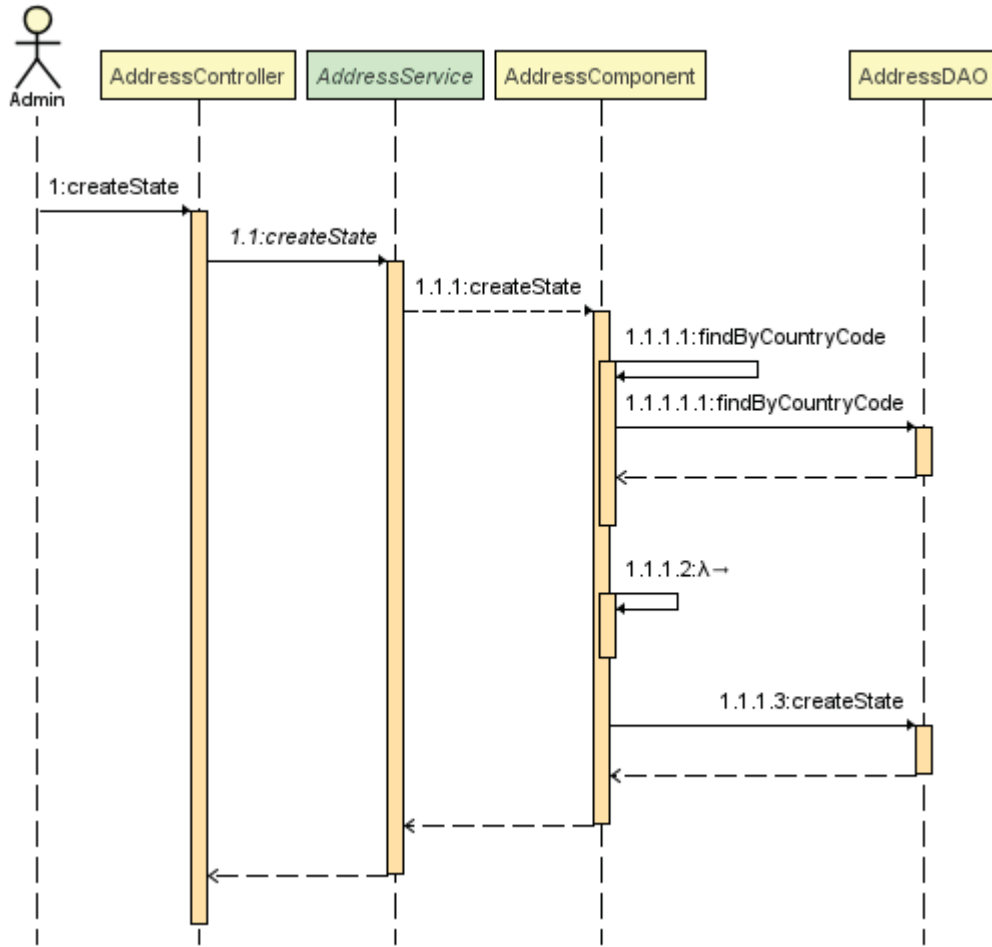 Admin
AddressController
AddressService
AddressComponent
AddressDAO
1:createState
1.1:createState
1.1.1:createState
1.1.1.1:findByCountryCode
1.1.1.1.1:findByCountryCode
1.1.1.2:λ→
1.1.1.3:createState